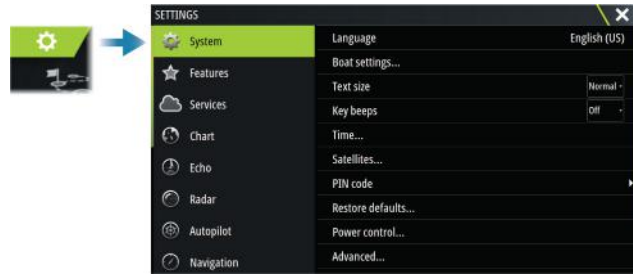 SETTINGS
System
Features
Services
Chart
Echo
Radar
Autopilot
Navigation
Language English (US)
Boat settings...
Text size Normal
Key beeps Off
Time...
Satellites...
PIN code
Restore defaults...
Power control...
Advanced...